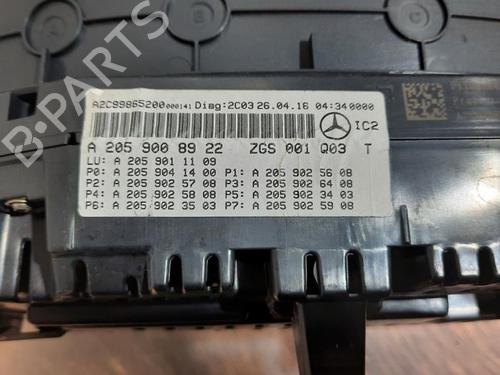 A2C99865200000141 Diag:2C03 26.04.16 04:340000
IC2
A 205 900 89 22 ZGS 001 Q03 T
LU: A 205 901 11 09
P0: A 205 904 14 00 P1: A 205 902 56 08
P2: A 205 902 57 08 P3: A 205 902 64 08
P4: A 205 902 58 08 P5: A 205 902 34 03
P6: A 205 902 35 03 P7: A 205 902 59 08
B-PARTS